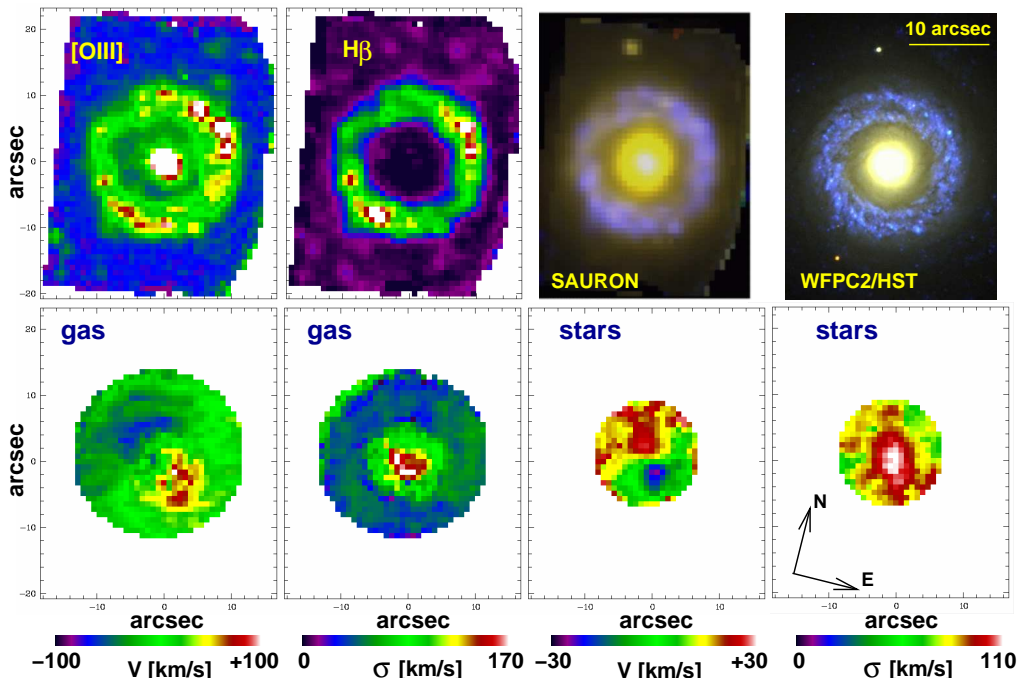 [OIII]
Hβ
10 arcsec
SAURON
WFPC2/HST
arcsec
20
10
0
−10
−20
gas
gas
stars
stars
arcsec
20
10
0
−10
−20
N
E
−10 0 10
−10 0 10
−10 0 10
−10 0 10
arcsec
arcsec
arcsec
arcsec
−100 V [km/s] +100
0 σ [km/s] 170
−30 V [km/s] +30
0 σ [km/s] 110